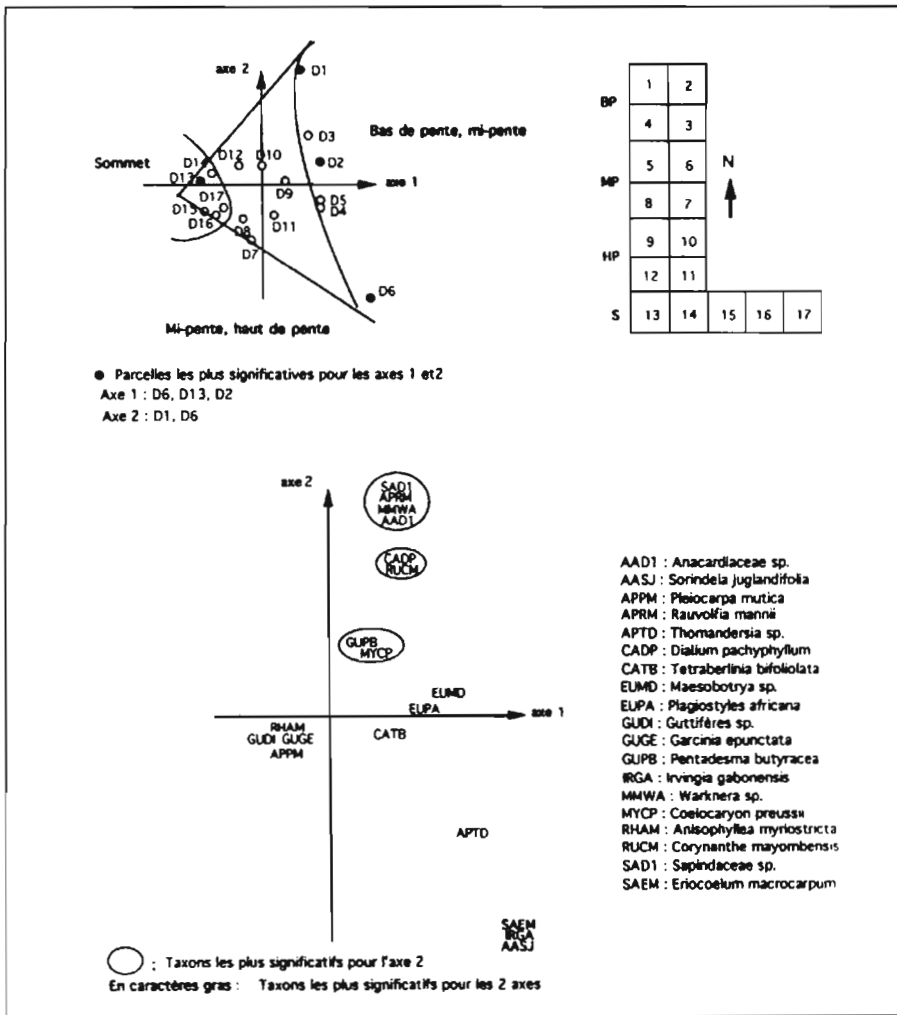 axe 2
D1
D3
Bas de pente, mi-pente
D12
D10
D2
Sommet
D14
D13
axe 1
D9
D17
D5
D15
D4
D16
D8
D11
D7
D6
Mi-pente, haut de pente
BP
1 2
4 3
MP
5 6
8 7
HP
9 10
12 11
S 13 14 15 16 17
N
● Parcelles les plus significatives pour les axes 1 et2
Axe 1 : D6, D13, D2
Axe 2 : D1, D6
axe 2
SAD1
APRM
MMWA
AAD1
CADP
RUCM
GUPB
MYCP
EUMD
EUPA
axe 1
RHAM
GUDI GUGE
APPM
CATB
APTD
SAEM
IRGA
AASJ
AAD1 : Anacardiaceae sp.
AASJ : Sorindeia juglandifolia
APPM : Pleiocarpa mutica
APRM : Rauvolfia mannii
APTD : Thomandersia sp.
CADP : Dialium pachyphyllum
CATB : Tetraberlinia bifoliolata
EUMD : Maesobotrya sp.
EUPA : Plagiostyles africana
GUDI : Guttifères sp.
GUGE : Garcinia epunctata
GUPB : Pentadesma butyracea
IRGA : Irvingia gabonensis
MMWA : Warknera sp.
MYCP : Coelocaryon preussii
RHAM : Anisophyllea myriostricta
RUCM : Corynanthe mayombensis
SAD1 : Sapindaceae sp.
SAEM : Eriocoelum macrocarpum
: Taxons les plus significatifs pour l'axe 2
En caractères gras : Taxons les plus significatifs pour les 2 axes